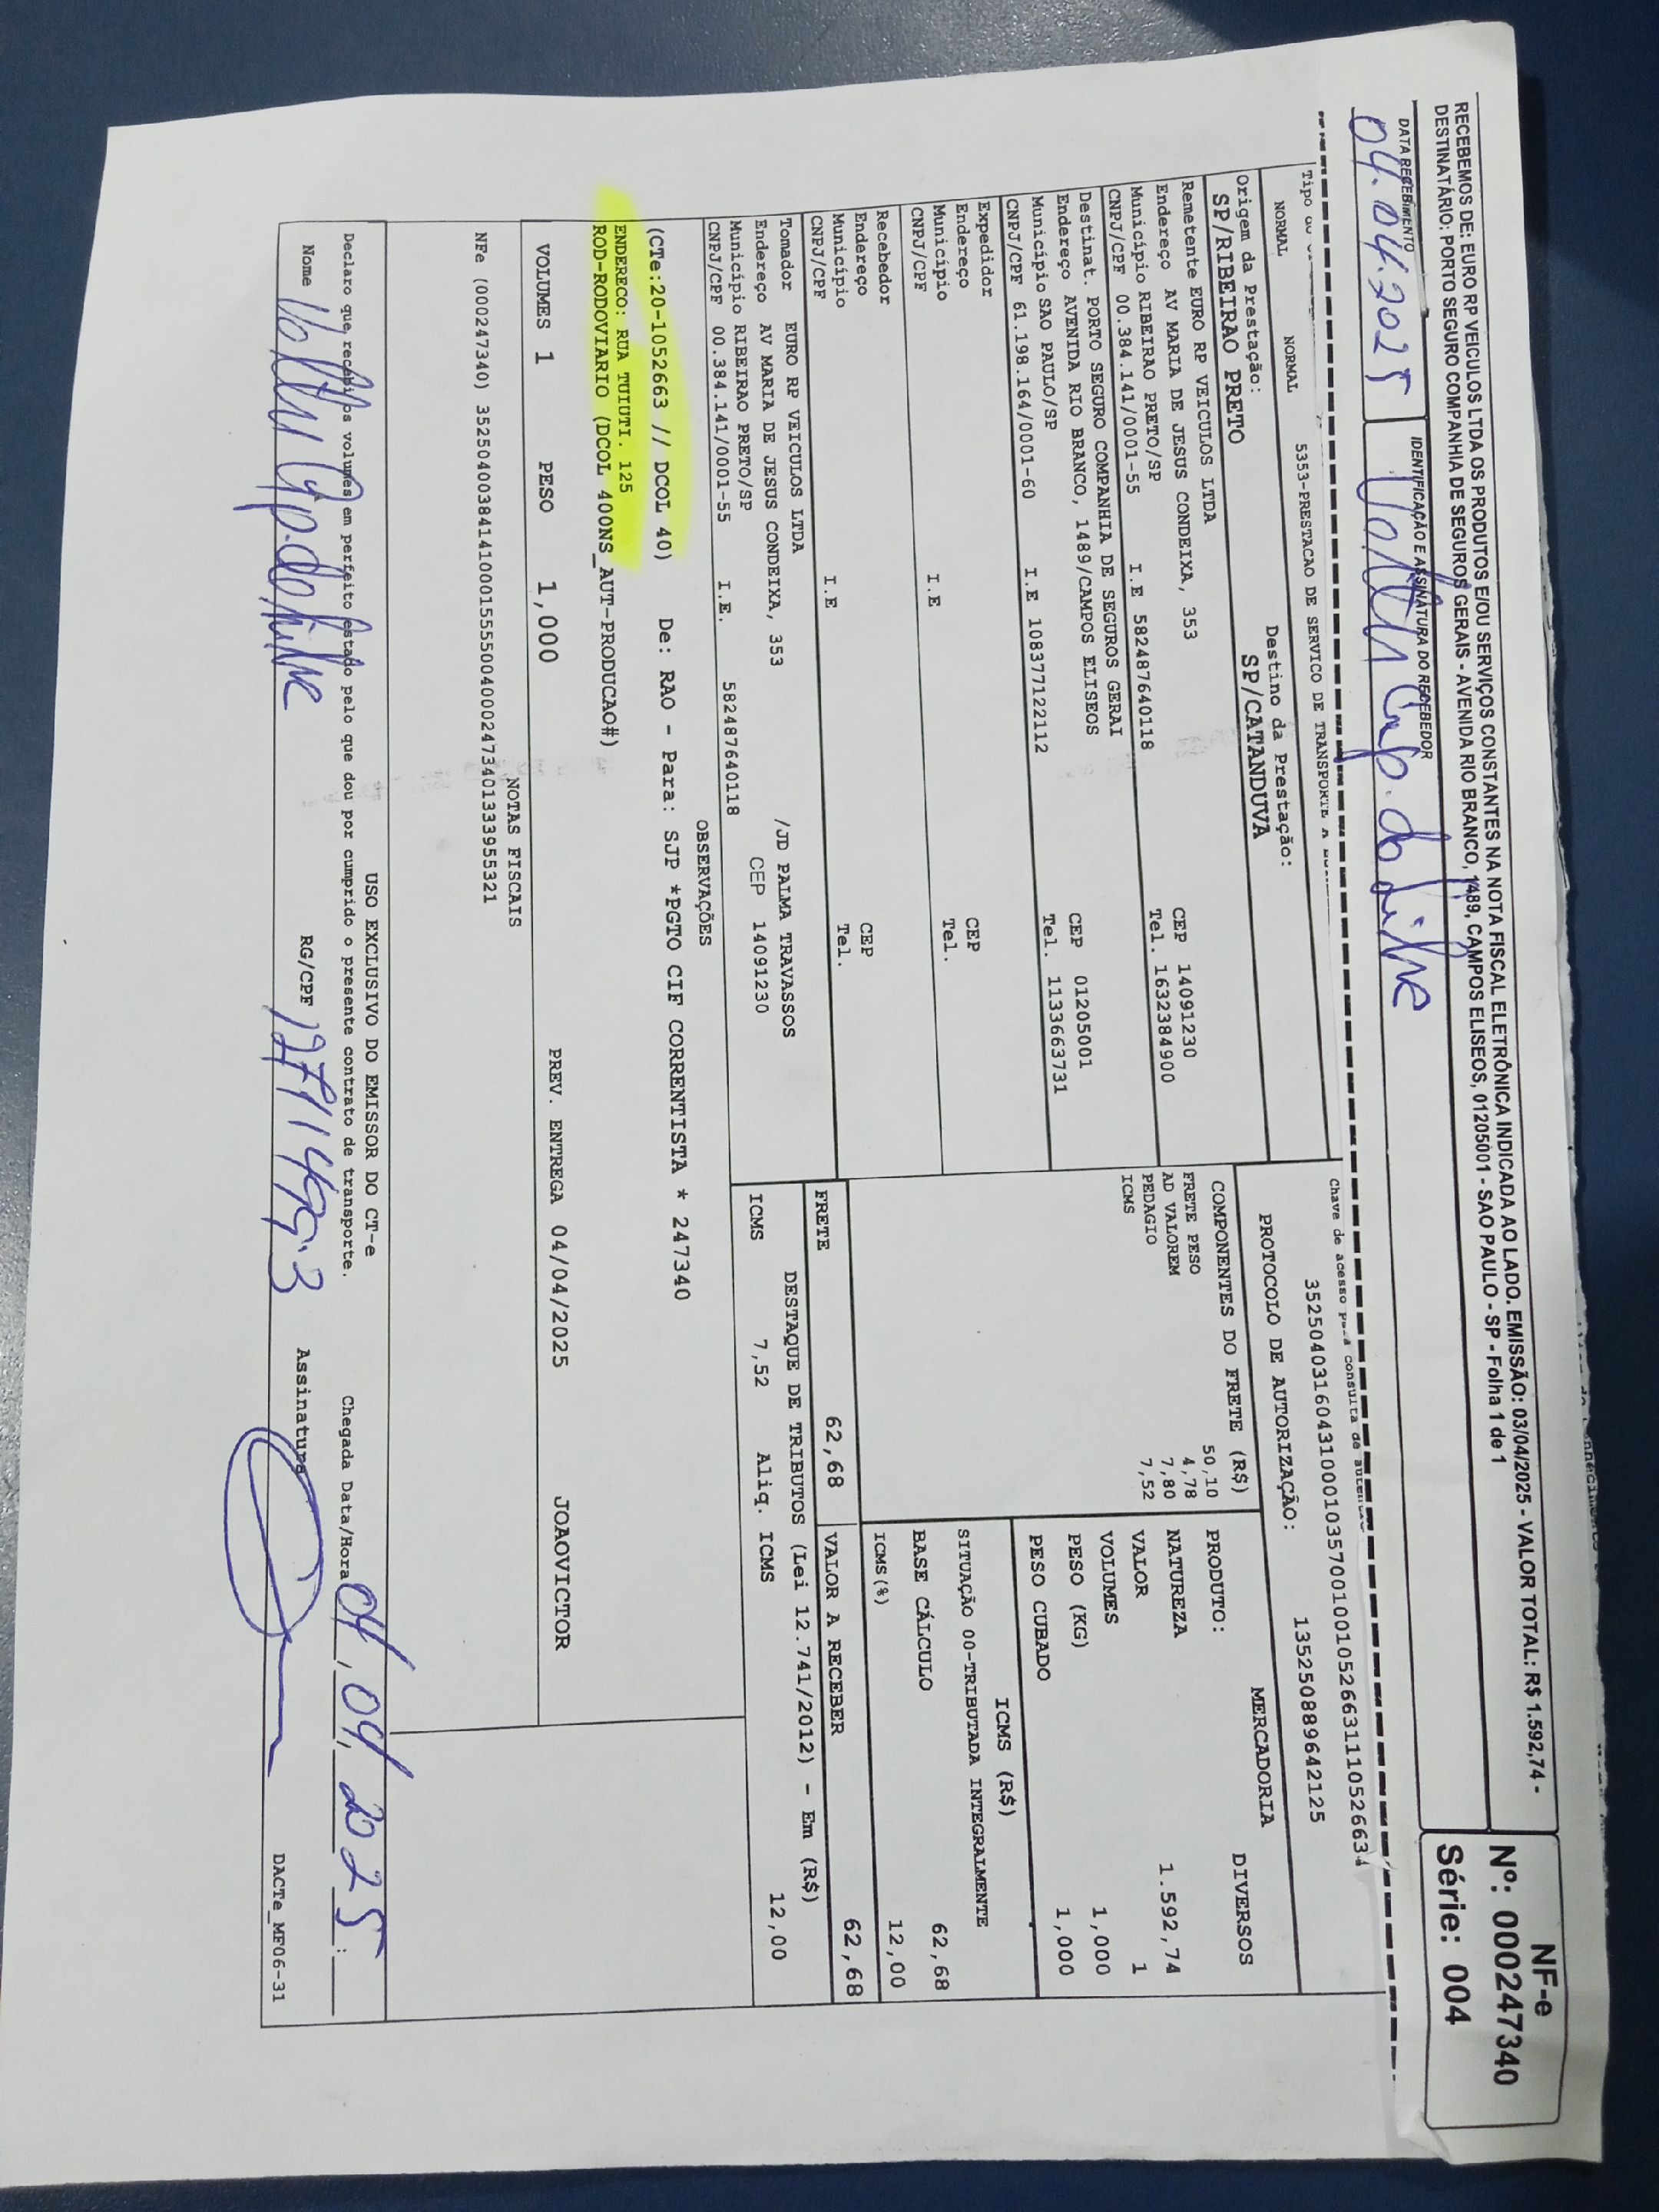 RECEBEMOS DE: EURO RP VEICULOS LTDA OS PRODUTOS E/OU SERVIÇOS CONSTANTES NA NOTA FISCAL ELETRÔNICA INDICADA AO LADO. EMISSÃO: 03/04/2025 - VALOR TOTAL: R$ 1.592,74 -
DESTINATÁRIO: PORTO SEGURO COMPANHIA DE SEGUROS GERAIS - AVENIDA RIO BRANCO, 1489, CAMPOS ELISEOS, 01205001 - SAO PAULO - SP - Folha 1 de 1
NF-e
Nº: 000247340
Série: 004
DATA RECEBIMENTO
04.04.2025
IDENTIFICAÇÃO E ASSINATURA DO RECEBEDOR
Tipo
NORMAL NORMAL 5353-PRESTACAO DE SERVICO DE TRANSPORTE A
Chave de acesso para consulta de
35250403160431000103570010010526631110526634
Origem da Prestação: Destino da Prestação:
SP/RIBEIRAO PRETO SP/CATANDUVA
PROTOCOLO DE AUTORIZAÇÃO: 135250889642125
Remetente EURO RP VEICULOS LTDA
Endereço AV MARIA DE JESUS CONDEIXA, 353 CEP 14091230
Município RIBEIRAO PRETO/SP Tel. 1632384900
CNPJ/CPF 00.384.141/0001-55 I.E 582487640118
Destinat. PORTO SEGURO COMPANHIA DE SEGUROS GERAI
Endereço AVENIDA RIO BRANCO, 1489/CAMPOS ELISEOS CEP 01205001
Município SAO PAULO/SP Tel. 1133663731
CNPJ/CPF 61.198.164/0001-60 I.E 108377122112
Expedidor
Endereço CEP
Município Tel.
CNPJ/CPF I.E
Recebedor
Endereço CEP
Município Tel.
CNPJ/CPF I.E
Tomador EURO RP VEICULOS LTDA
Endereço AV MARIA DE JESUS CONDEIXA, 353 /JD PALMA TRAVASSOS
Município RIBEIRAO PRETO/SP CEP 14091230
CNPJ/CPF 00.384.141/0001-55 I.E. 582487640118
COMPONENTES DO FRETE (R$)
FRETE PESO 50,10
AD VALOREM 4,78
PEDAGIO 7,80
ICMS 7,52
MERCADORIA
PRODUTO: DIVERSOS
NATUREZA
VALOR 1.592,74
VOLUMES 1
PESO (KG) 1,000
PESO CUBADO 1,000
ICMS (R$)
SITUAÇÃO 00-TRIBUTADA INTEGRALMENTE
BASE CÁLCULO 62,68
ICMS(%) 12,00
FRETE 62,68 VALOR A RECEBER 62,68
DESTAQUE DE TRIBUTOS (Lei 12.741/2012) - Em (R$)
ICMS 7,52 Aliq. ICMS 12,00
OBSERVAÇÕES
(CTe:20-1052663 // DCOL 40) De: RAO - Para: SJP *PGTO CIF CORRENTISTA * 247340
ENDERECO: RUA TUIUTI. 125
ROD-RODOVIARIO (DCOL 400NS_AUT-PRODUCAO#)
VOLUMES 1 PESO 1,000 PREV. ENTREGA 04/04/2025 JOAOVICTOR
NOTAS FISCAIS
NFe (000247340) 35250400384141000155550040002473401333955321
USO EXCLUSIVO DO EMISSOR DO CT-e
Declaro que recebi os volumes em perfeito estado pelo que dou por cumprido o presente contrato de transporte. Chegada Data/Hora 04, 04, 2025 :
Nome RG/CPF Assinatura
DACTe_MF06-31